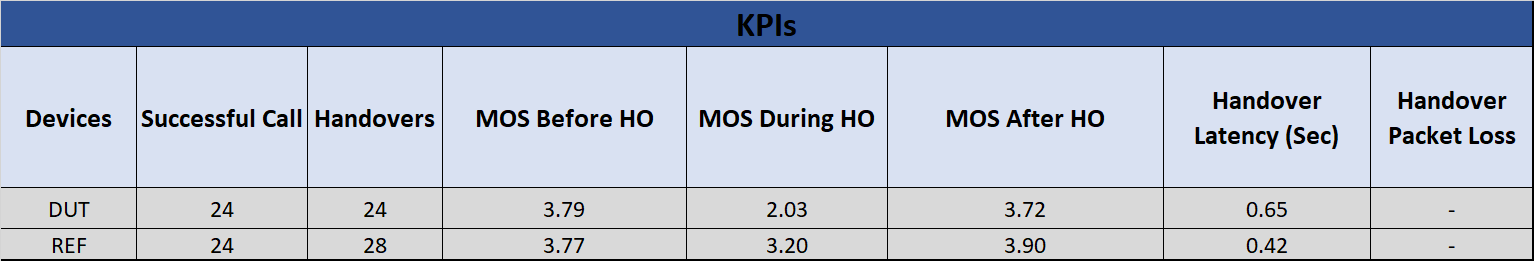 KPIs
Devices Successful Call Handovers MOS Before HO MOS During HO MOS After HO Handover Latency (Sec) Handover Packet Loss
DUT 24 24 3.79 2.03 3.72 0.65 -
REF 24 28 3.77 3.20 3.90 0.42 -